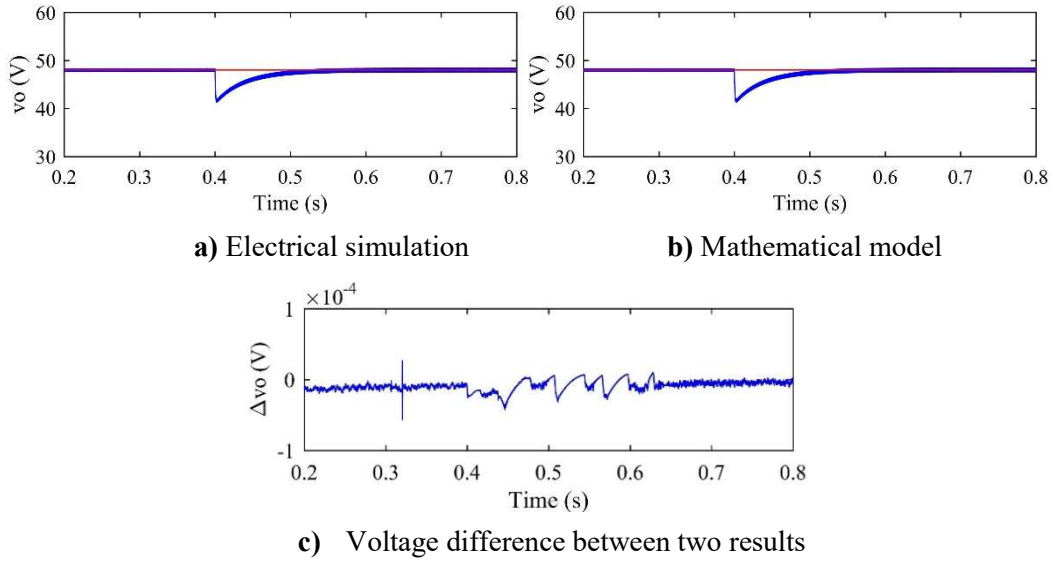 60
50
40
30
vo (V)
0.2 0.3 0.4 0.5 0.6 0.7 0.8
Time (s)
a) Electrical simulation
60
50
40
30
vo (V)
0.2 0.3 0.4 0.5 0.6 0.7 0.8
Time (s)
b) Mathematical model
×10⁻⁴
1
0
-1
Δvo (V)
0.2 0.3 0.4 0.5 0.6 0.7 0.8
Time (s)
c) Voltage difference between two results